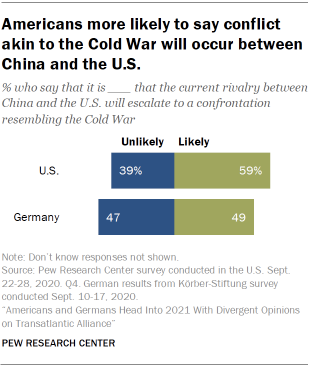 Americans more likely to say conflict
akin to the Cold War will occur between
China and the U.S.
% who say that it is ___ that the current rivalry between
China and the U.S. will escalate to a confrontation
resembling the Cold War
Unlikely Likely
U.S. 39% 59%
Germany 47 49
Note: Don't know responses not shown.
Source: Pew Research Center survey conducted in the U.S. Sept.
22-28, 2020. Q4. German results from Körber-Stiftung survey
conducted Sept. 10-17, 2020.
"Americans and Germans Head Into 2021 With Divergent Opinions
on Transatlantic Alliance"
PEW RESEARCH CENTER